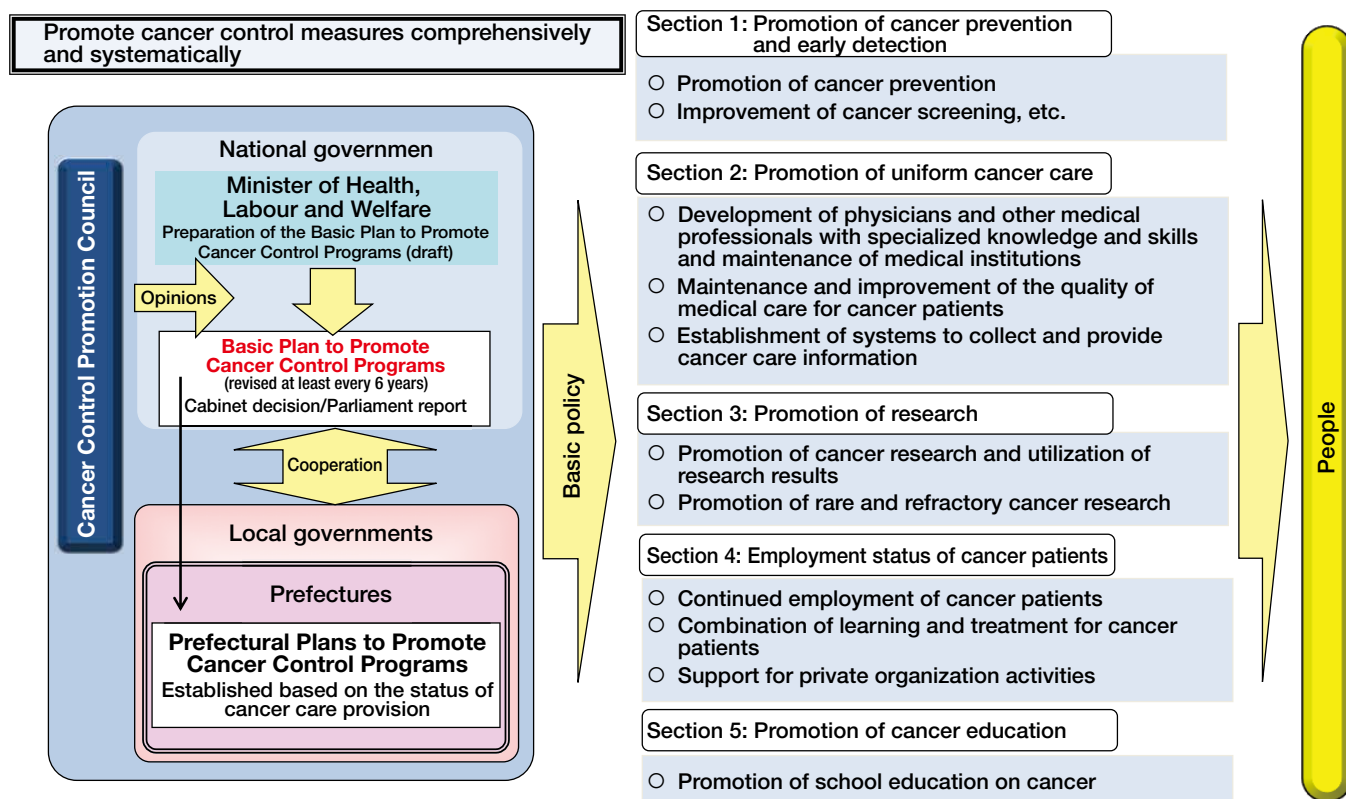 Promote cancer control measures comprehensively
and systematically
Cancer Control Promotion Council
National governmen
Minister of Health,
Labour and Welfare
Preparation of the Basic Plan to Promote
Cancer Control Programs (draft)
Opinions
Basic Plan to Promote
Cancer Control Programs
(revised at least every 6 years)
Cabinet decision/Parliament report
Cooperation
Local governments
Prefectures
Prefectural Plans to Promote
Cancer Control Programs
Established based on the status of
cancer care provision
Basic policy
Section 1: Promotion of cancer prevention
and early detection
○ Promotion of cancer prevention
○ Improvement of cancer screening, etc.
Section 2: Promotion of uniform cancer care
○ Development of physicians and other medical
professionals with specialized knowledge and skills
and maintenance of medical institutions
○ Maintenance and improvement of the quality of
medical care for cancer patients
○ Establishment of systems to collect and provide
cancer care information
Section 3: Promotion of research
○ Promotion of cancer research and utilization of
research results
○ Promotion of rare and refractory cancer research
Section 4: Employment status of cancer patients
○ Continued employment of cancer patients
○ Combination of learning and treatment for cancer
patients
○ Support for private organization activities
Section 5: Promotion of cancer education
○ Promotion of school education on cancer
People